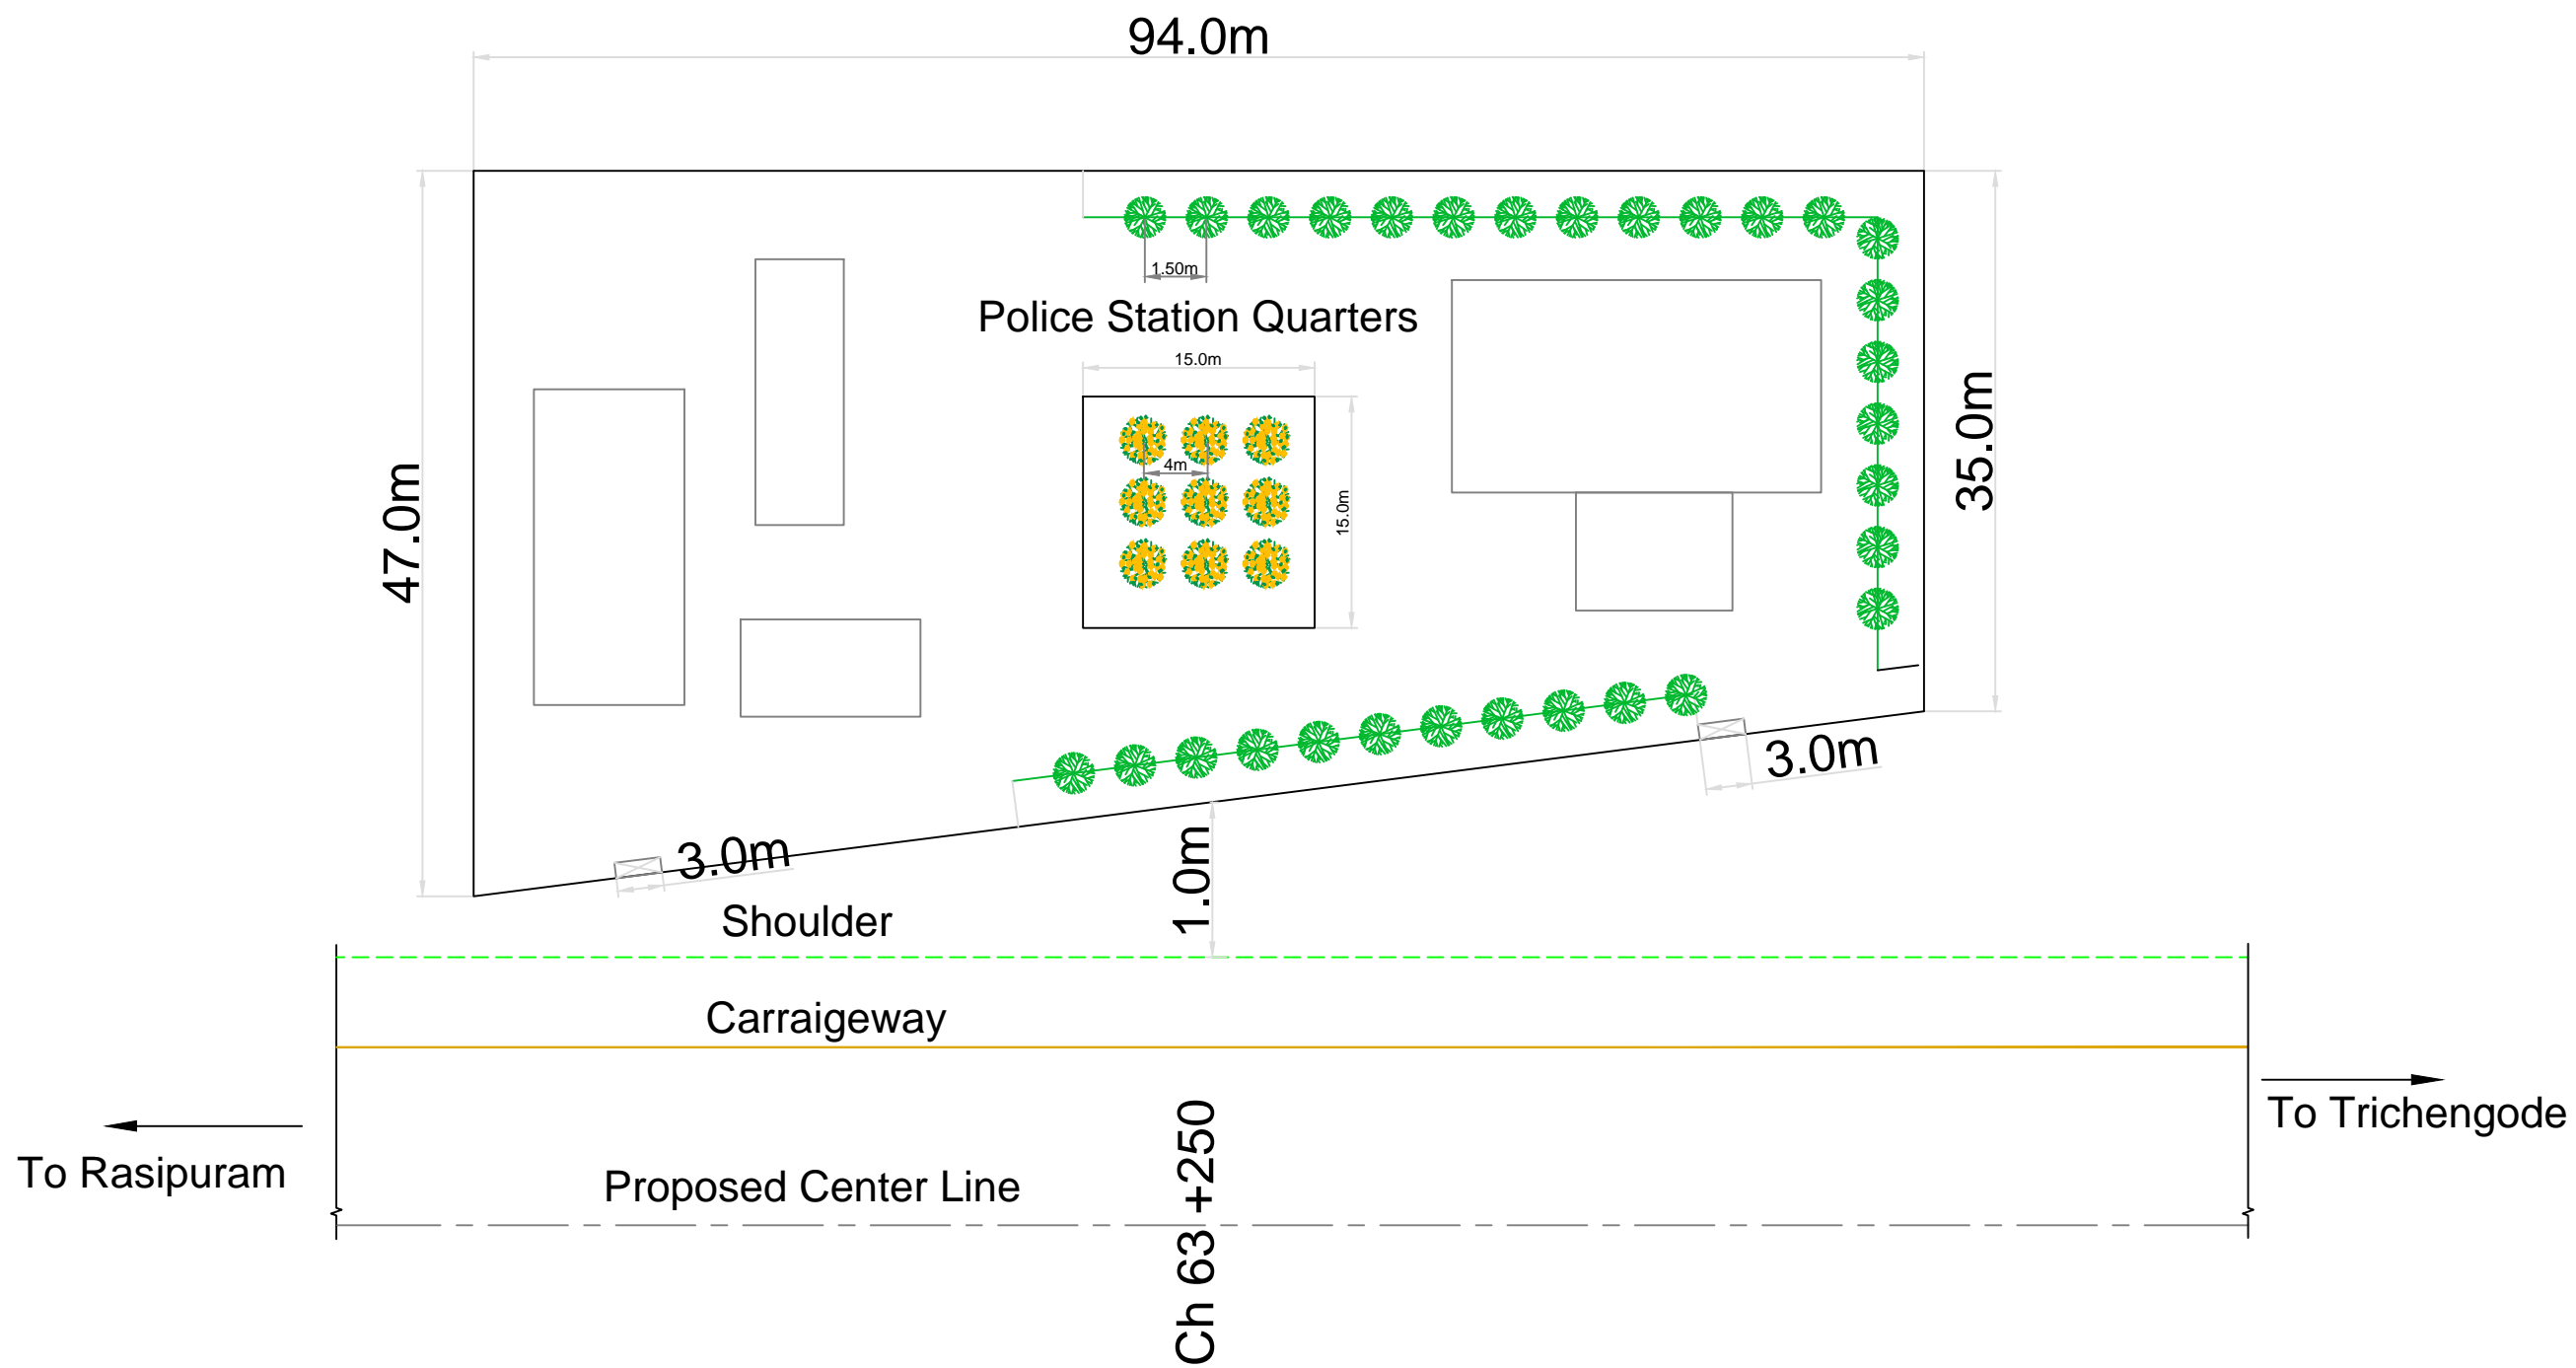 94.0m
1.50m
Police Station Quarters
15.0m
4m
15.0m
47.0m
35.0m
3.0m
3.0m
1.0m
Shoulder
Carraigeway
To Trichengode
To Rasipuram
Proposed Center Line
Ch 63 +250